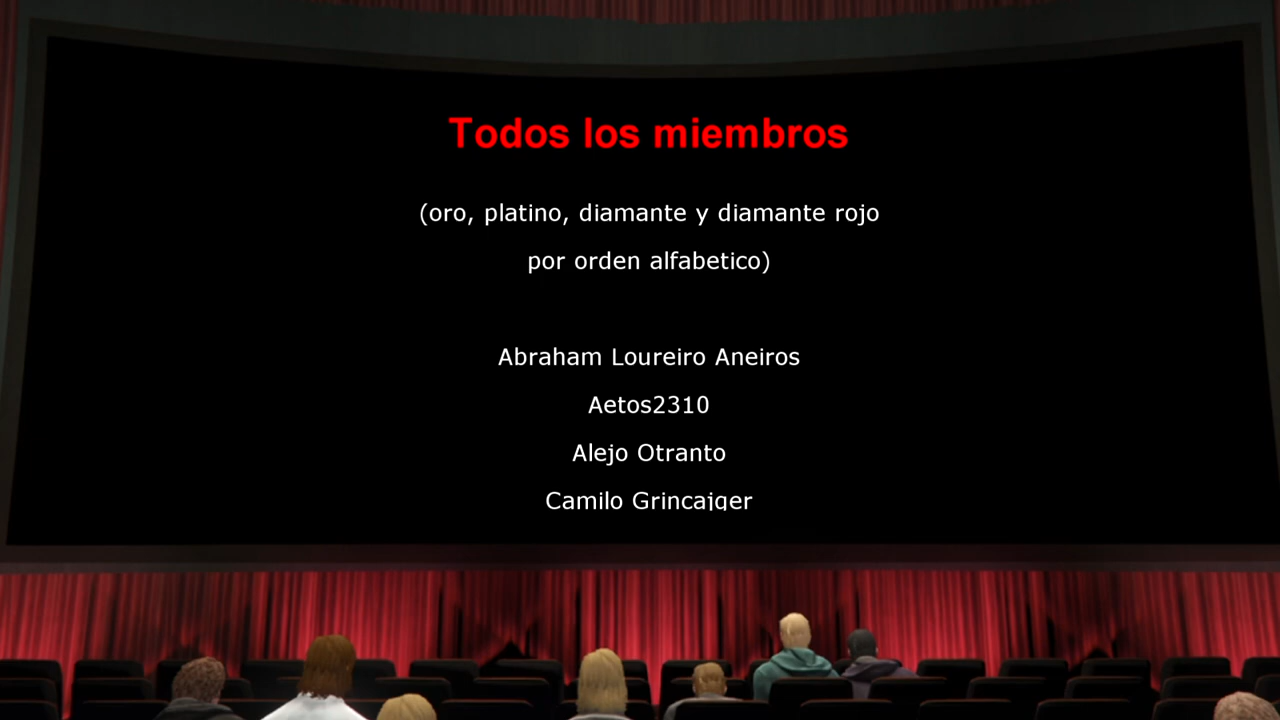 Todos los miembros
(oro, platino, diamante y diamante rojo
por orden alfabetico)
Abraham Loureiro Aneiros
Aetos2310
Alejo Otranto
Camilo Grincajger